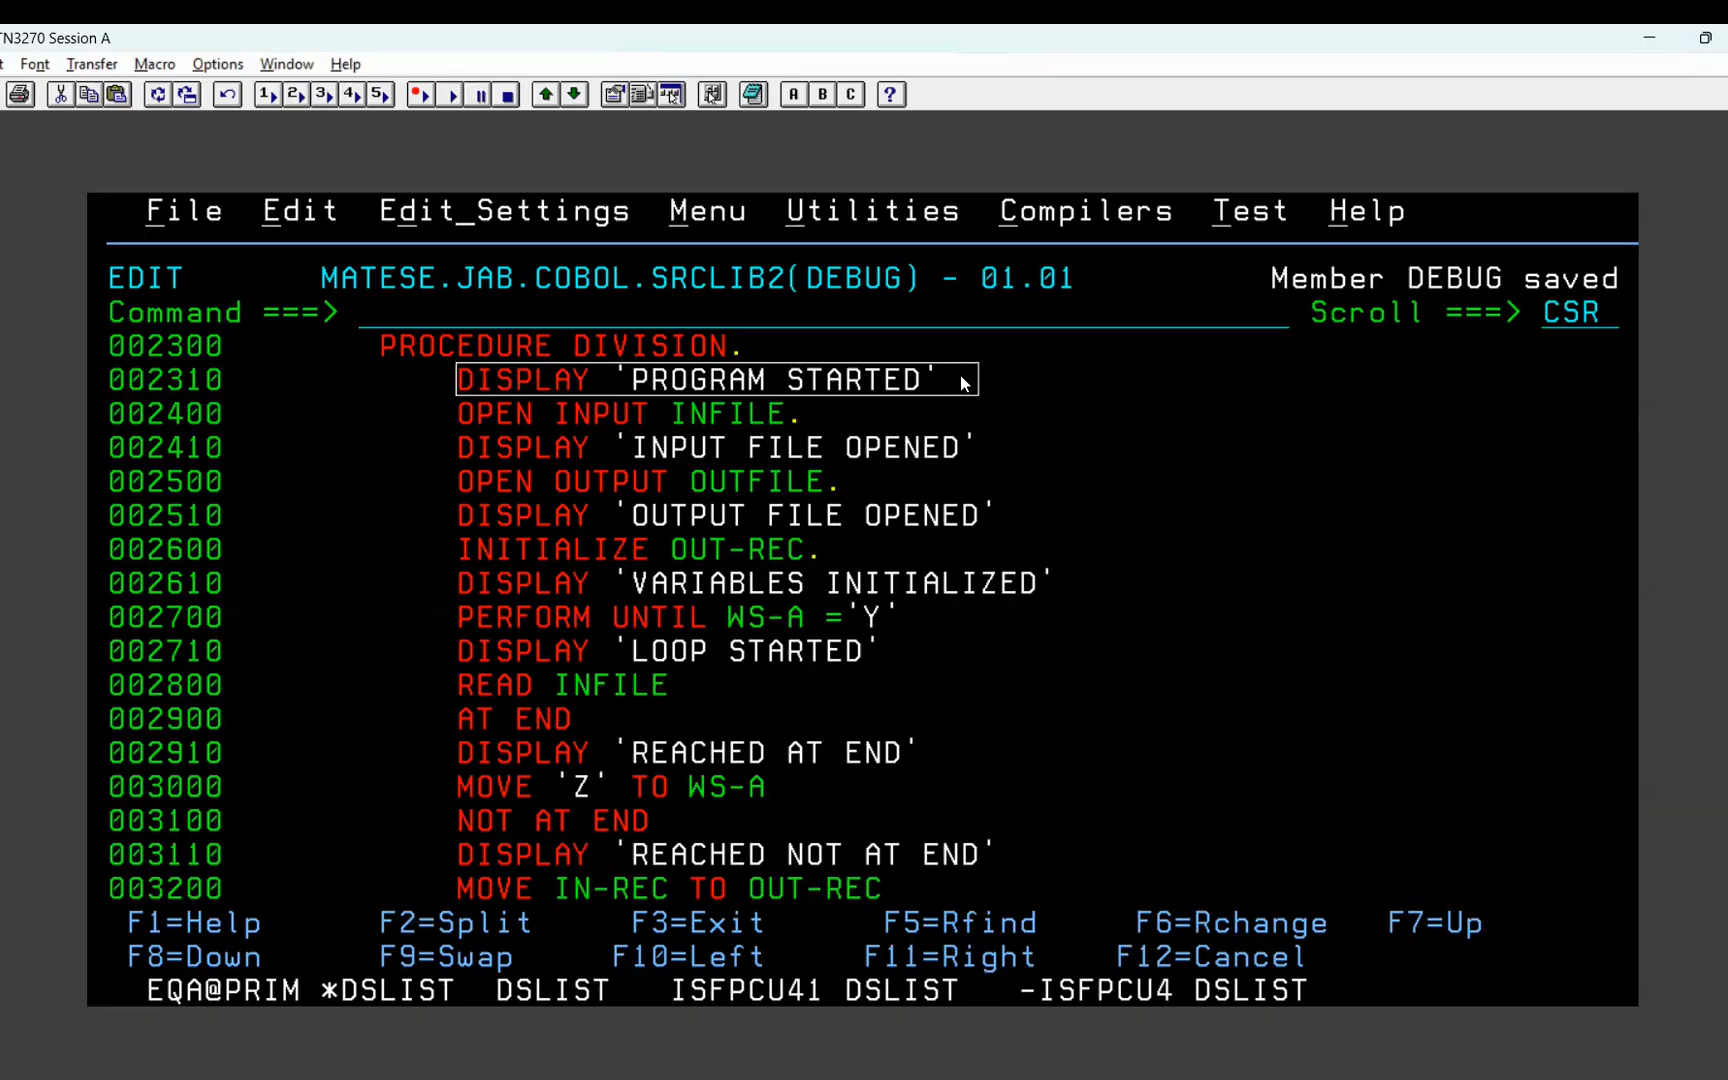 TN3270 Session A
t Font Transfer Macro Options Window Help
1 2 3 4 5 A B C ?
File Edit Edit_Settings Menu Utilities Compilers Test Help
EDIT MATESE.JAB.COBOL.SRCLIB2(DEBUG) - 01.01 Member DEBUG saved
Command ===> Scroll ===> CSR
002300 PROCEDURE DIVISION.
002310 DISPLAY 'PROGRAM STARTED'
002400 OPEN INPUT INFILE.
002410 DISPLAY 'INPUT FILE OPENED'
002500 OPEN OUTPUT OUTFILE.
002510 DISPLAY 'OUTPUT FILE OPENED'
002600 INITIALIZE OUT-REC.
002610 DISPLAY 'VARIABLES INITIALIZED'
002700 PERFORM UNTIL WS-A ='Y'
002710 DISPLAY 'LOOP STARTED'
002800 READ INFILE
002900 AT END
002910 DISPLAY 'REACHED AT END'
003000 MOVE 'Z' TO WS-A
003100 NOT AT END
003110 DISPLAY 'REACHED NOT AT END'
003200 MOVE IN-REC TO OUT-REC
F1=Help F2=Split F3=Exit F5=Rfind F6=Rchange F7=Up
F8=Down F9=Swap F10=Left F11=Right F12=Cancel
EQA@PRIM *DSLIST DSLIST ISFPCU41 DSLIST -ISFPCU4 DSLIST